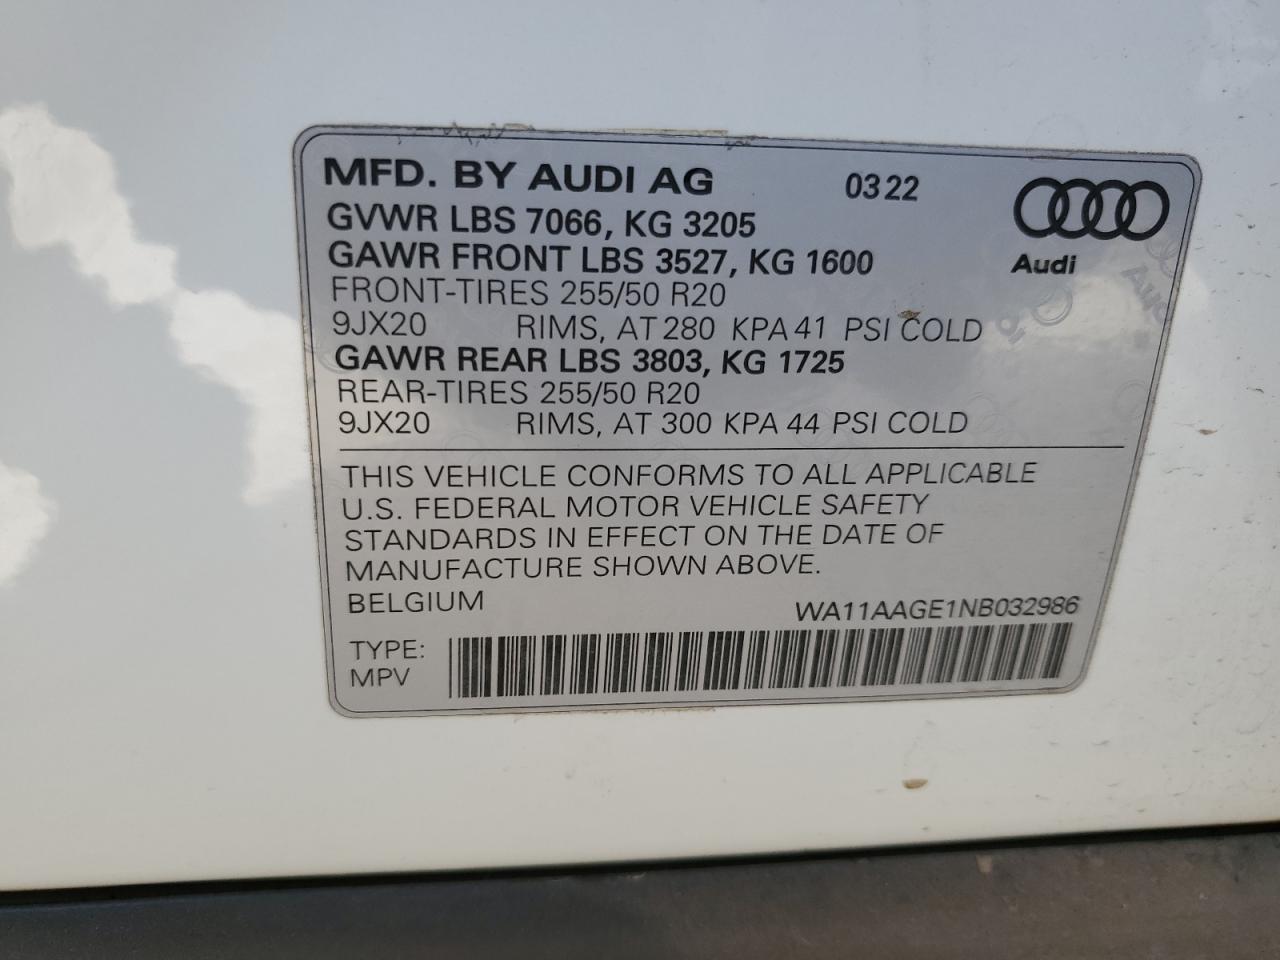 MFD. BY AUDI AG 03 22
GVWR LBS 7066, KG 3205
GAWR FRONT LBS 3527, KG 1600
Audi
FRONT-TIRES 255/50 R20
9JX20 RIMS, AT 280 KPA 41 PSI COLD
GAWR REAR LBS 3803, KG 1725
REAR-TIRES 255/50 R20
9JX20 RIMS, AT 300 KPA 44 PSI COLD
THIS VEHICLE CONFORMS TO ALL APPLICABLE
U.S. FEDERAL MOTOR VEHICLE SAFETY
STANDARDS IN EFFECT ON THE DATE OF
MANUFACTURE SHOWN ABOVE.
BELGIUM WA11AAGE1NB032986
TYPE:
MPV